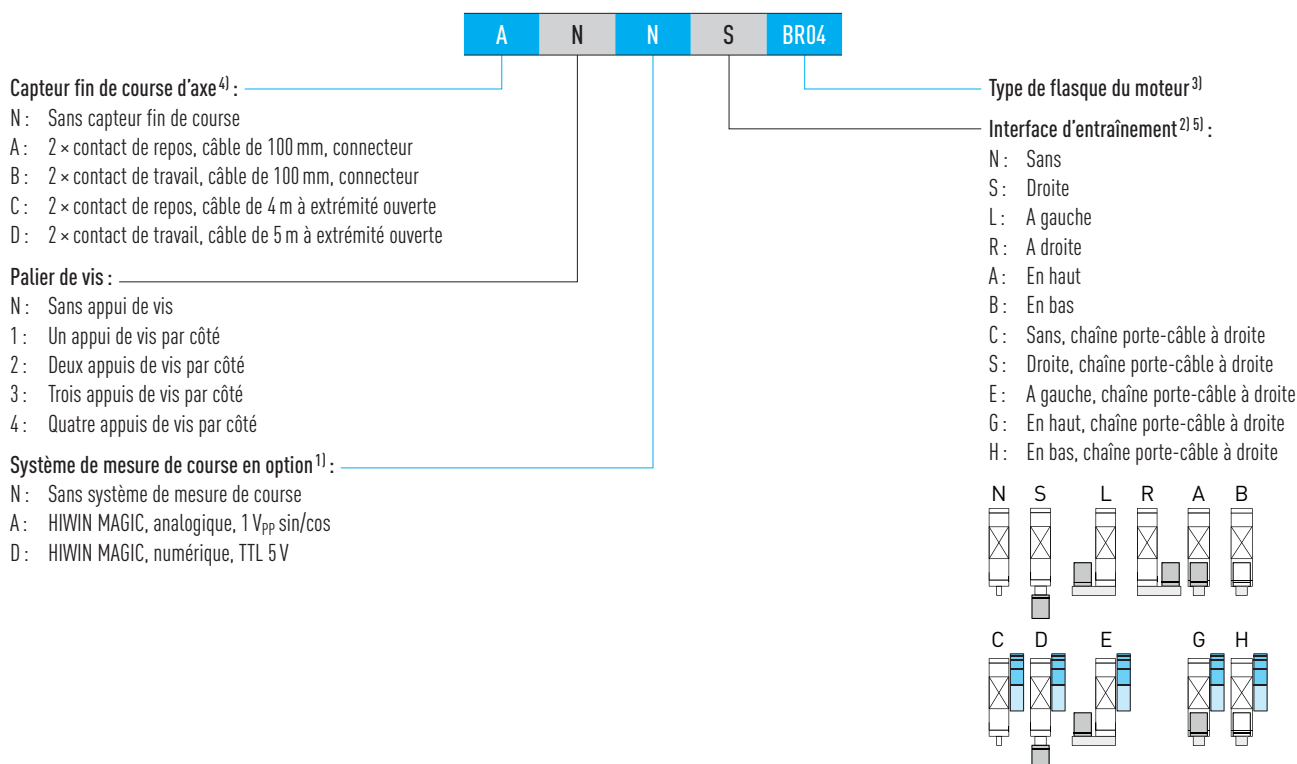 A N N S BR04
Capteur fin de course d'axe 4) :
N : Sans capteur fin de course
A : 2 × contact de repos, câble de 100 mm, connecteur
B : 2 × contact de travail, câble de 100 mm, connecteur
C : 2 × contact de repos, câble de 4 m à extrémité ouverte
D : 2 × contact de travail, câble de 5 m à extrémité ouverte
Palier de vis :
N : Sans appui de vis
1 : Un appui de vis par côté
2 : Deux appuis de vis par côté
3 : Trois appuis de vis par côté
4 : Quatre appuis de vis par côté
Système de mesure de course en option 1) :
N : Sans système de mesure de course
A : HIWIN MAGIC, analogique, 1 VPP sin/cos
D : HIWIN MAGIC, numérique, TTL 5 V
Type de flasque du moteur 3)
Interface d'entraînement 2) 5) :
N : Sans
S : Droite
L : A gauche
R : A droite
A : En haut
B : En bas
C : Sans, chaîne porte-câble à droite
S : Droite, chaîne porte-câble à droite
E : A gauche, chaîne porte-câble à droite
G : En haut, chaîne porte-câble à droite
H : En bas, chaîne porte-câble à droite
N S L R A B
C D E G H